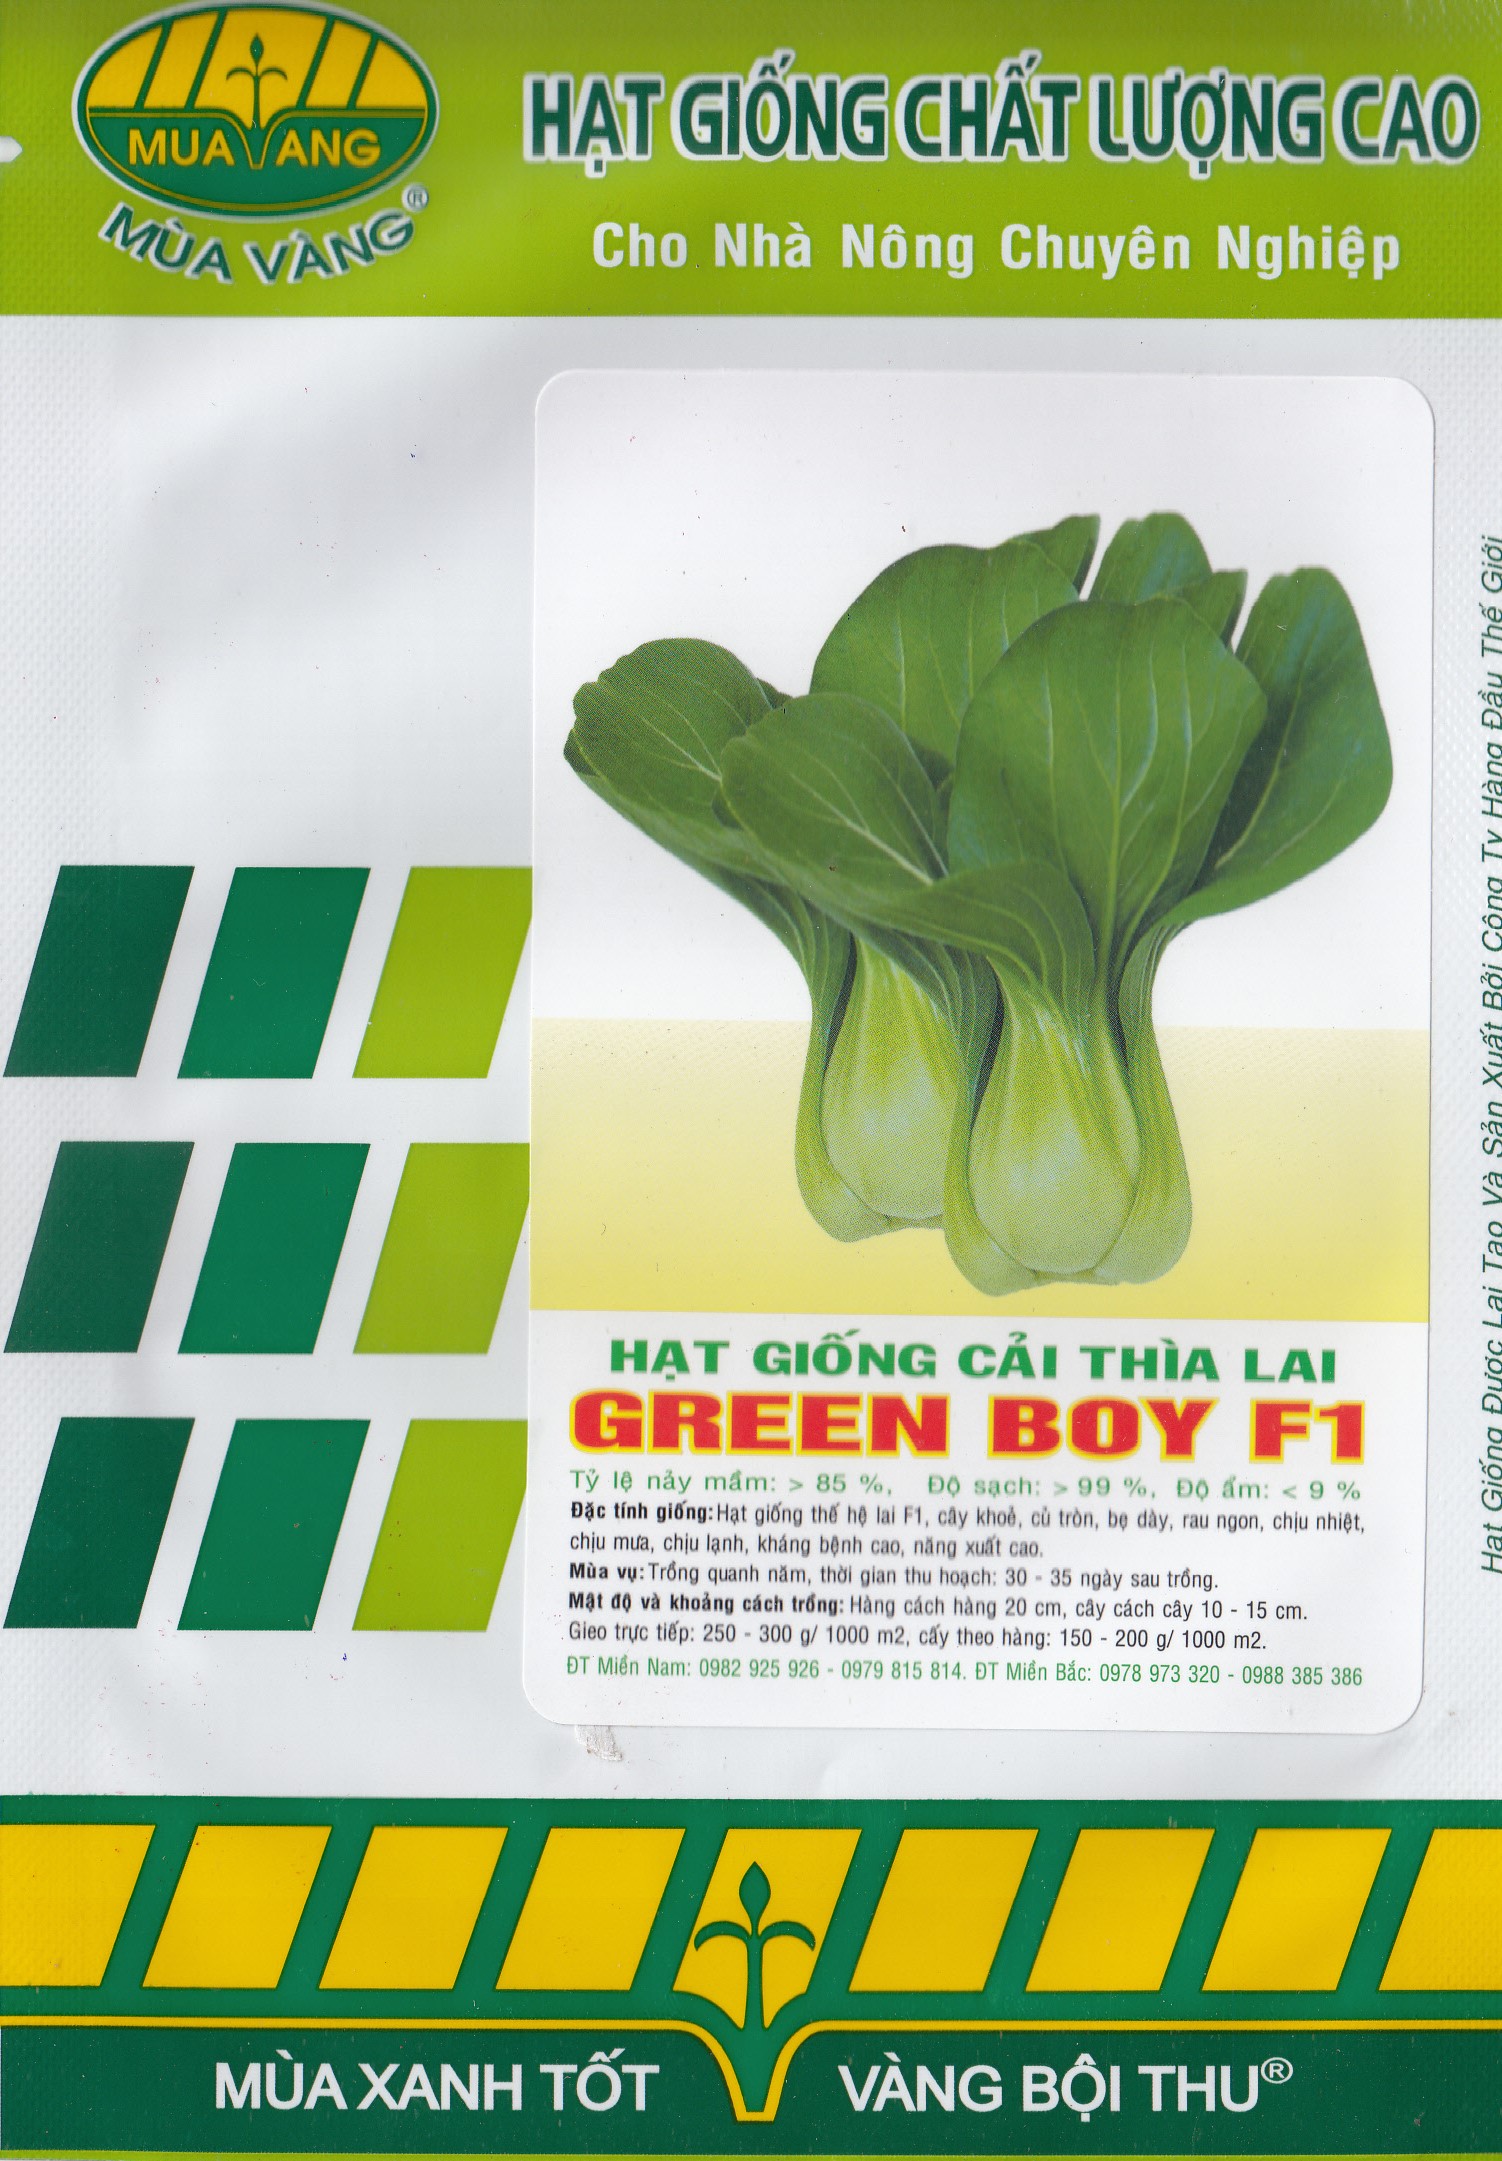 MUA VANG
MÙA VÀNG®
HẠT GIỐNG CHẤT LƯỢNG CAO
Cho Nhà Nông Chuyên Nghiệp
HẠT GIỐNG CẢI THÌA LAI
GREEN BOY F1
Tỷ lệ nảy mầm: > 85 %, Độ sạch: > 99 %, Độ ẩm: < 9 %
Đặc tính giống: Hạt giống thế hệ lai F1, cây khoẻ, củ tròn, bẹ dày, rau ngon, chịu nhiệt,
chịu mưa, chịu lạnh, kháng bệnh cao, năng xuất cao.
Mùa vụ: Trồng quanh năm, thời gian thu hoạch: 30 - 35 ngày sau trồng.
Mật độ và khoảng cách trồng: Hàng cách hàng 20 cm, cây cách cây 10 - 15 cm.
Gieo trực tiếp: 250 - 300 g/ 1000 m2, cấy theo hàng: 150 - 200 g/ 1000 m2.
ĐT Miền Nam: 0982 925 926 - 0979 815 814. ĐT Miền Bắc: 0978 973 320 - 0988 385 386
Hạt Giống Được Lai Tạo Và Sản Xuất Bởi Công Ty Hàng Đầu Thế Giới
MÙA XANH TỐT VÀNG BỘI THU®